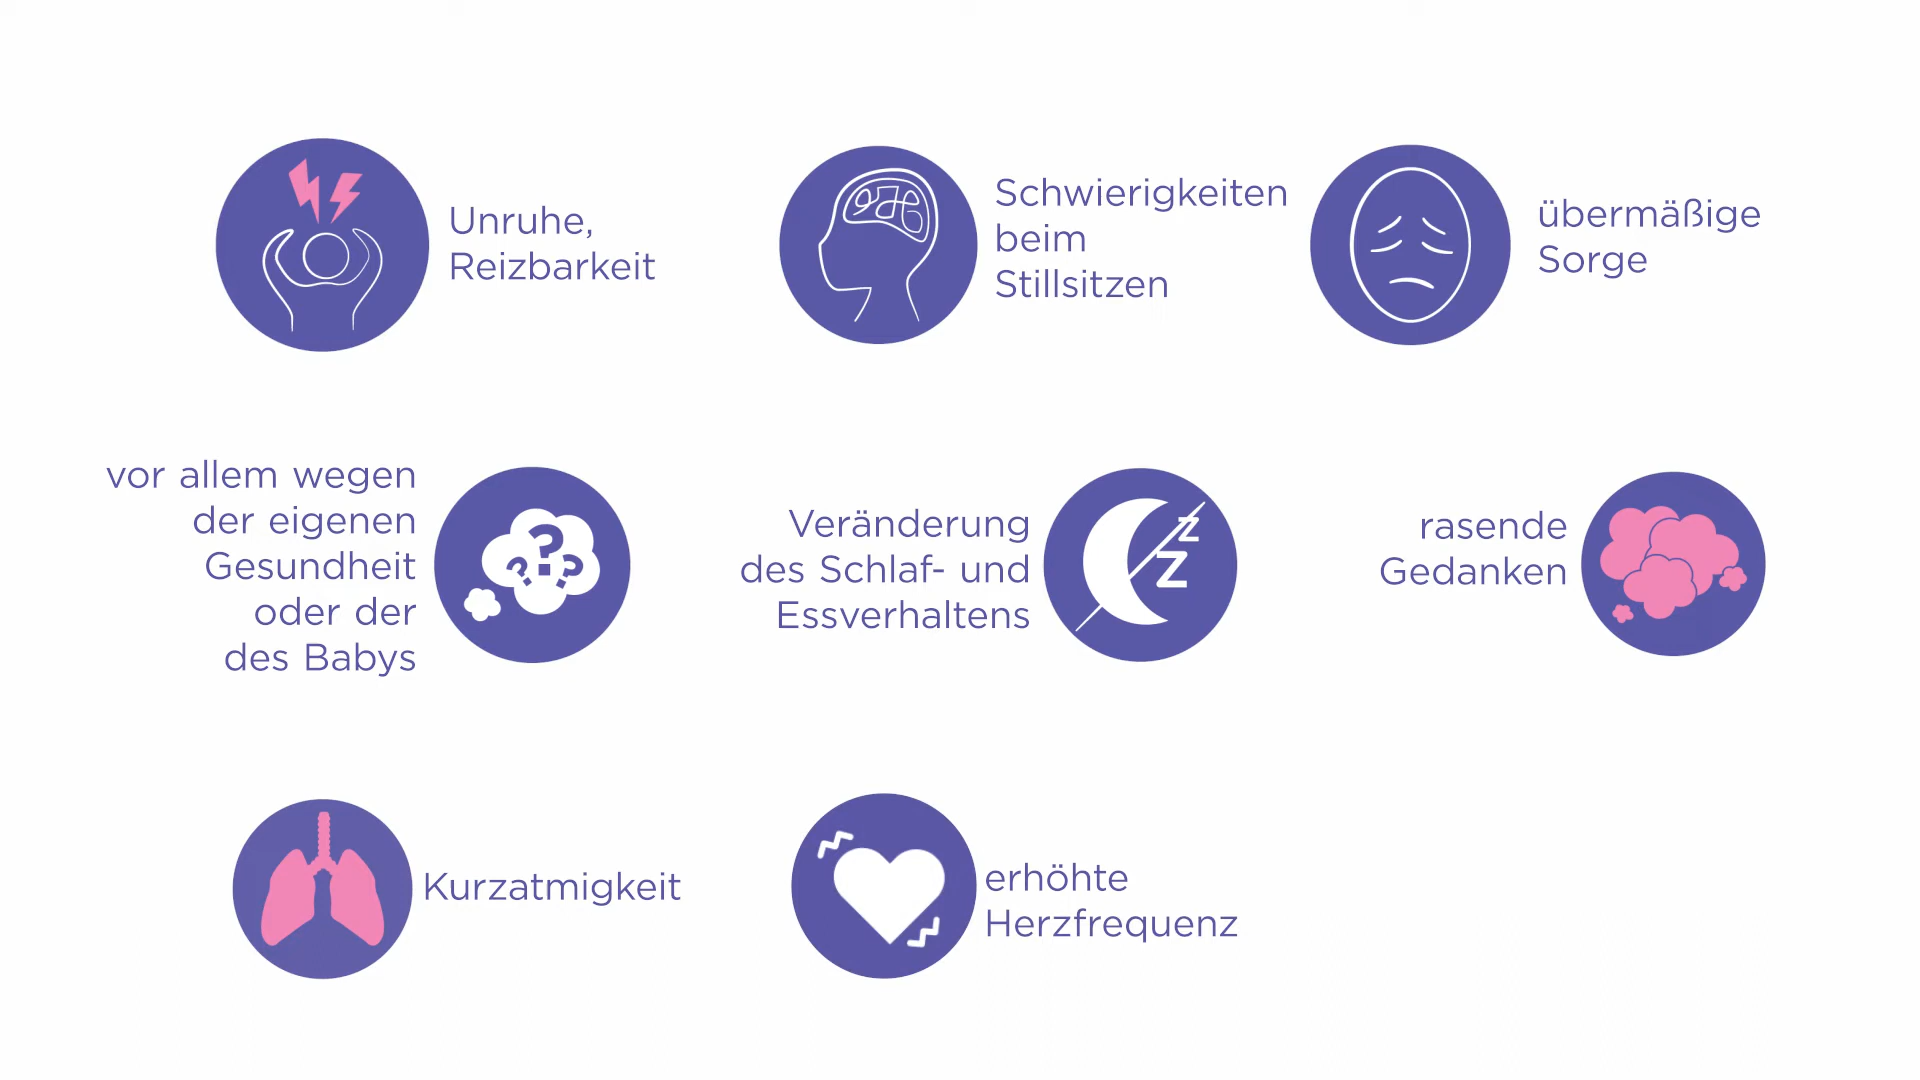 Unruhe,
Reizbarkeit
Schwierigkeiten
beim
Stillsitzen
übermäßige
Sorge
vor allem wegen
der eigenen
Gesundheit
oder der
des Babys
Veränderung
des Schlaf- und
Essverhaltens
rasende
Gedanken
Kurzatmigkeit
erhöhte
Herzfrequenz